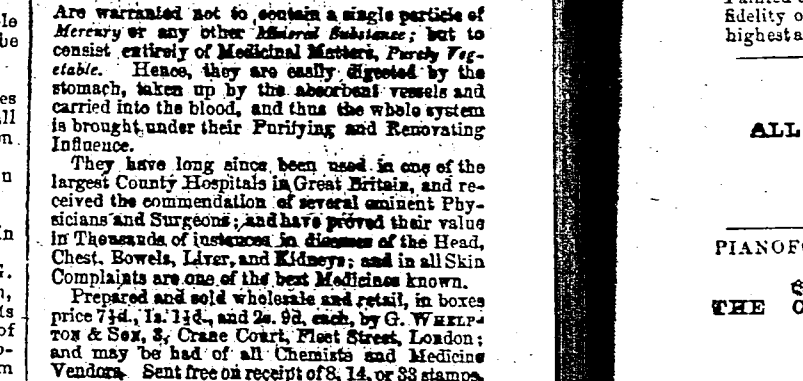 Are warranted not to contain a single particle of
Mercury or any other Mineral Substance; but to
consist entirely of Medicinal Matters, Purely Veg-
etable. Hence, they are easily digested by the
stomach, taken up by the absorbent vessels and
carried into the blood, and thus the whole system
is brought under their Purifying and Renovating
Influence.
They have long since been used in one of the
largest County Hospitals in Great Britain, and re-
ceived the commendation of several eminent Phy-
sicians and Surgeons; and have proved their value
in Thousands of instances in diseases of the Head,
Chest, Bowels, Liver, and Kidneys; and in all Skin
Complaints are one of the best Medicines known.
Prepared and sold wholesale and retail, in boxes
price 7½d., 1s. 1½d., and 2s. 9d. each, by G. WHELP-
TON & SON, 3, Crane Court, Fleet Street, London;
and may be had of all Chemists and Medicine
Vendors. Sent free on receipt of 8, 14, or 33 stamps.
fidelity o
highest a
ALL
PIANOF
THE